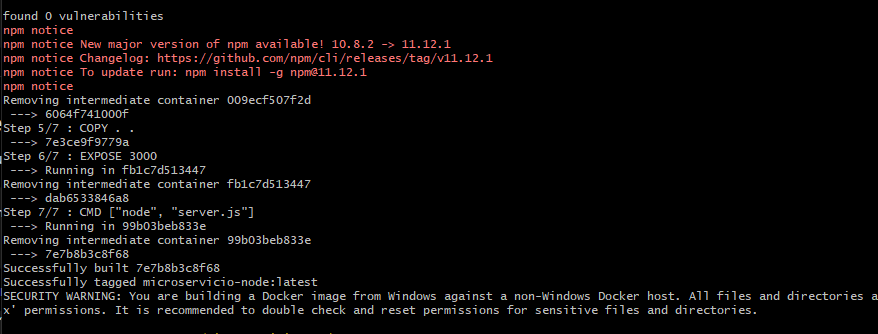 found 0 vulnerabilities
npm notice
npm notice New major version of npm available! 10.8.2 -> 11.12.1
npm notice Changelog: https://github.com/npm/cli/releases/tag/v11.12.1
npm notice To update run: npm install -g npm@11.12.1
npm notice
Removing intermediate container 009ecf507f2d
 ---> 6064f741000f
Step 5/7 : COPY . .
 ---> 7e3ce9f9779a
Step 6/7 : EXPOSE 3000
 ---> Running in fb1c7d513447
Removing intermediate container fb1c7d513447
 ---> dab6533846a8
Step 7/7 : CMD ["node", "server.js"]
 ---> Running in 99b03beb833e
Removing intermediate container 99b03beb833e
 ---> 7e7b8b3c8f68
Successfully built 7e7b8b3c8f68
Successfully tagged microservicio-node:latest
SECURITY WARNING: You are building a Docker image from Windows against a non-Windows Docker host. All files and directories a
x' permissions. It is recommended to double check and reset permissions for sensitive files and directories.